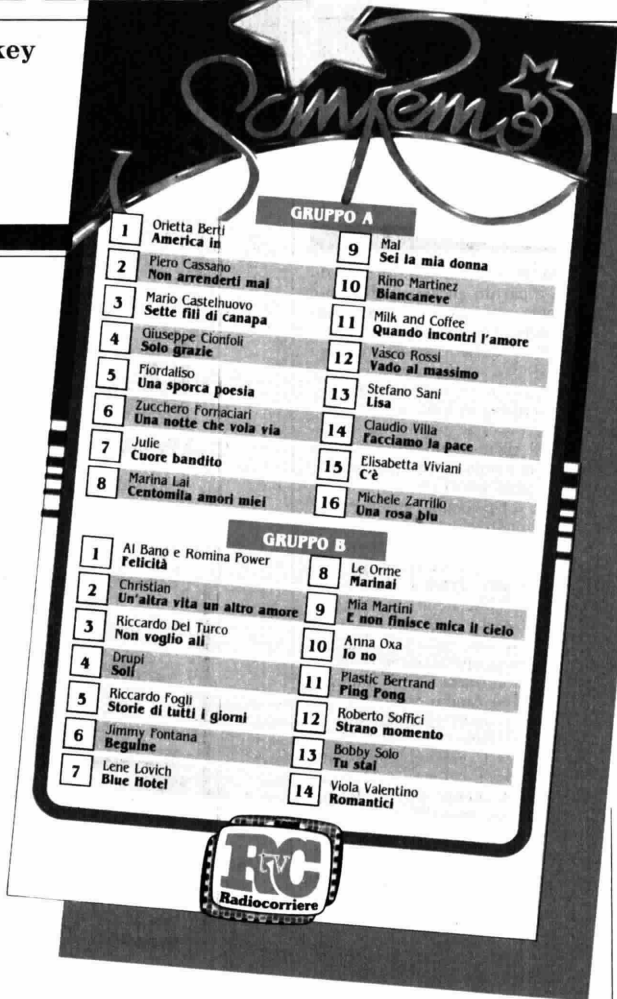 key
SanRemo
GRUPPO A
1 Orietta Berti
America in
2 Piero Cassano
Non arrenderti mai
3 Mario Castelnuovo
Sette fili di canapa
4 Giuseppe Cionfoli
Solo grazie
5 Fiordaliso
Una sporca poesia
6 Zucchero Fornaciari
Una notte che vola via
7 Julie
Cuore bandito
8 Marina Lai
Centomila amori miei
9 Mal
Sei la mia donna
10 Rino Martinez
Biancaneve
11 Milk and Coffee
Quando incontri l'amore
12 Vasco Rossi
Vado al massimo
13 Stefano Sani
Lisa
14 Claudio Villa
Facciamo la pace
15 Elisabetta Viviani
C'è
16 Michele Zarrillo
Una rosa blu
GRUPPO B
1 Al Bano e Romina Power
Felicità
2 Christian
Un'altra vita un altro amore
3 Riccardo Del Turco
Non voglio ali
4 Drupi
Soli
5 Riccardo Fogli
Storie di tutti i giorni
6 Jimmy Fontana
Beguine
7 Lene Lovich
Blue Hotel
8 Le Orme
Marinai
9 Mia Martini
E non finisce mica il cielo
10 Anna Oxa
Io no
11 Plastic Bertrand
Ping Pong
12 Roberto Soffici
Strano momento
13 Bobby Solo
Tu stai
14 Viola Valentino
Romantici
RtvC
Radiocorriere